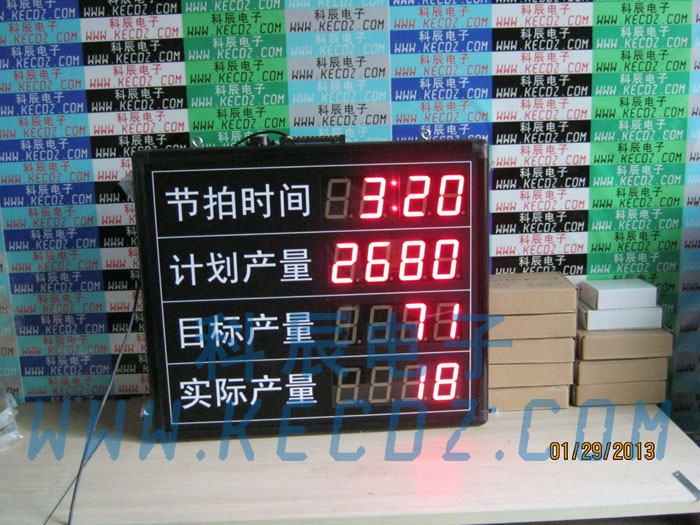 节拍时间 3:20
计划产量 2680
目标产量 71
实际产量 18
科辰电子
WWW.KECDZ.COM
01/29/2013